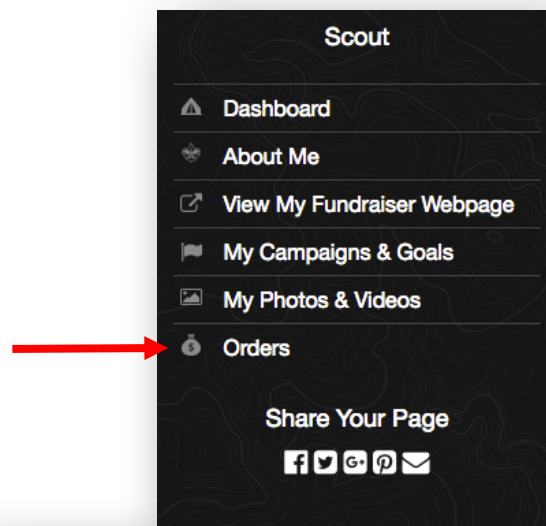 Scout
Dashboard
About Me
View My Fundraiser Webpage
My Campaigns & Goals
My Photos & Videos
Orders
Share Your Page